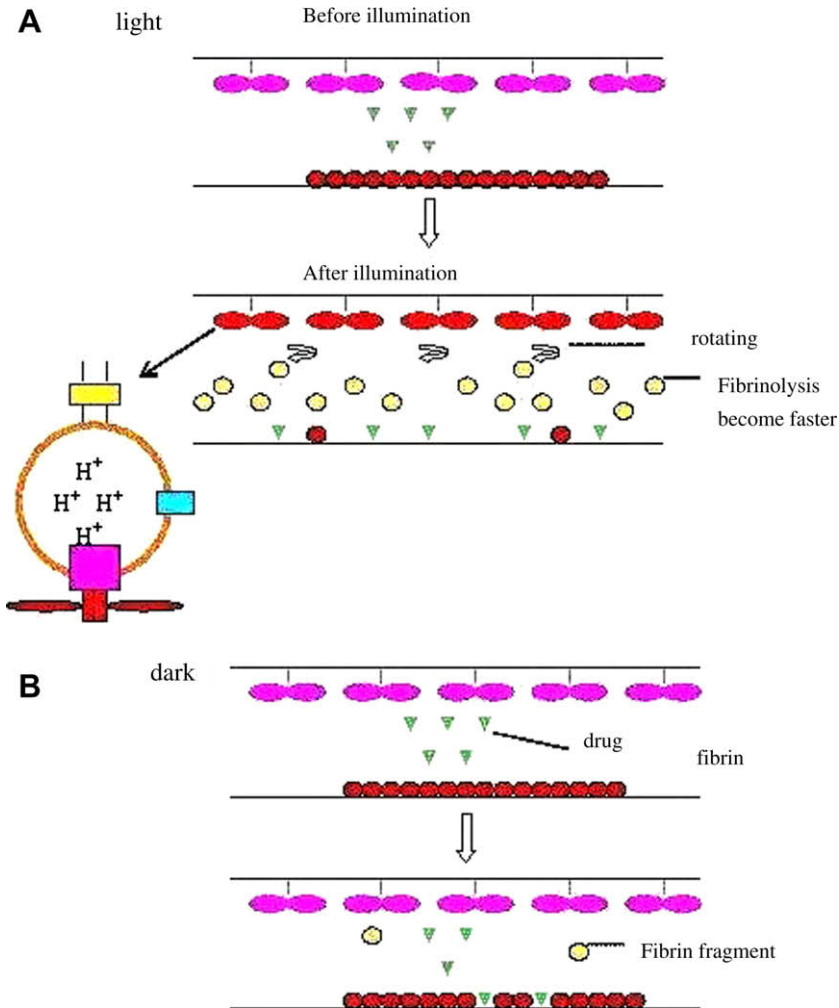 A
light
Before illumination
After illumination
rotating
Fibrinolysis
become faster
H+
H+ H+
H+
B
dark
drug
fibrin
Fibrin fragment